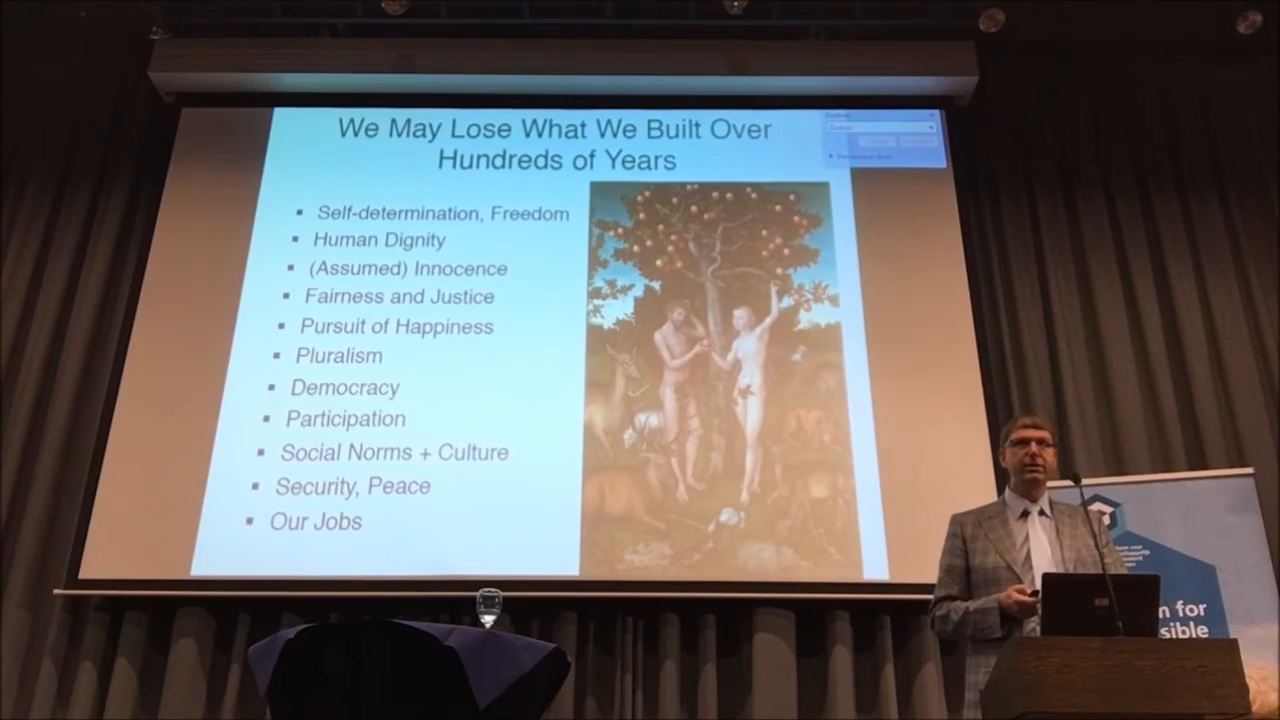 We May Lose What We Built Over
Hundreds of Years
▪ Self-determination, Freedom
▪ Human Dignity
▪ (Assumed) Innocence
▪ Fairness and Justice
▪ Pursuit of Happiness
▪ Pluralism
▪ Democracy
▪ Participation
▪ Social Norms + Culture
▪ Security, Peace
▪ Our Jobs
n for
sible